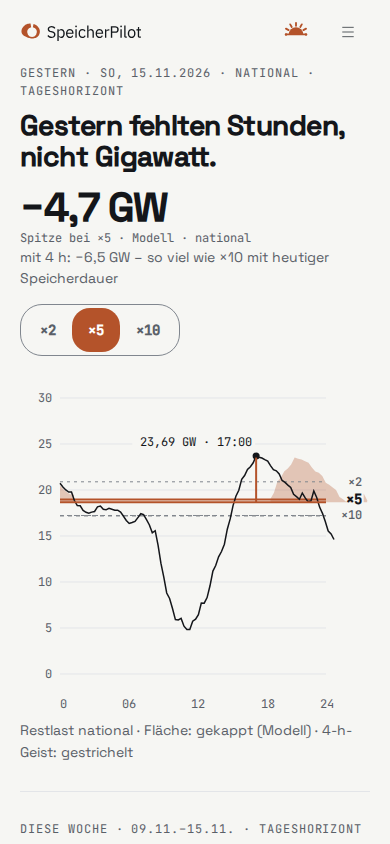 SpeicherPilot
GESTERN · SO, 15.11.2026 · NATIONAL ·
TAGESHORIZONT
Gestern fehlten Stunden,
nicht Gigawatt.
−4,7 GW
Spitze bei ×5 · Modell · national
mit 4 h: −6,5 GW – so viel wie ×10 mit heutiger
Speicherdauer
×2 ×5 ×10
30
25
23,69 GW · 17:00
×2
20
×5
×10
15
10
5
0
0 06 12 18 24
Restlast national · Fläche: gekappt (Modell) · 4-h-
Geist: gestrichelt
DIESE WOCHE · 09.11.–15.11. · TAGESHORIZONT